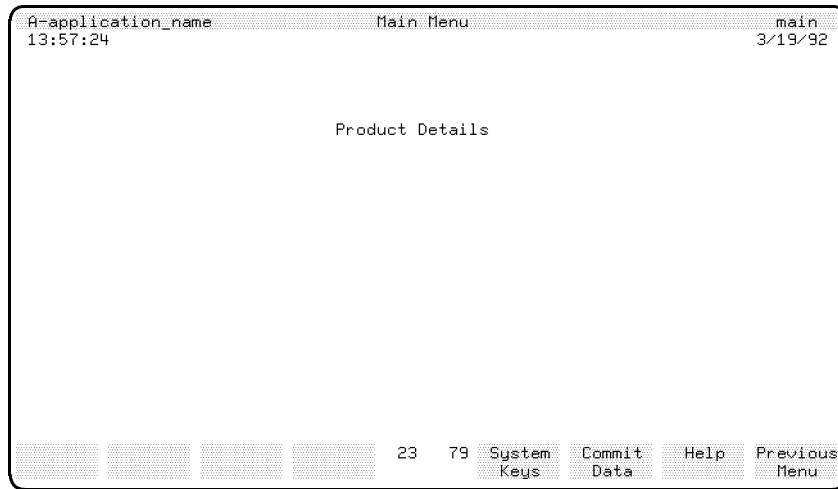 A-application_name Main Menu main
13:57:24 3/19/92
Product Details
23 79 System Commit Help Previous
Keys Data Menu